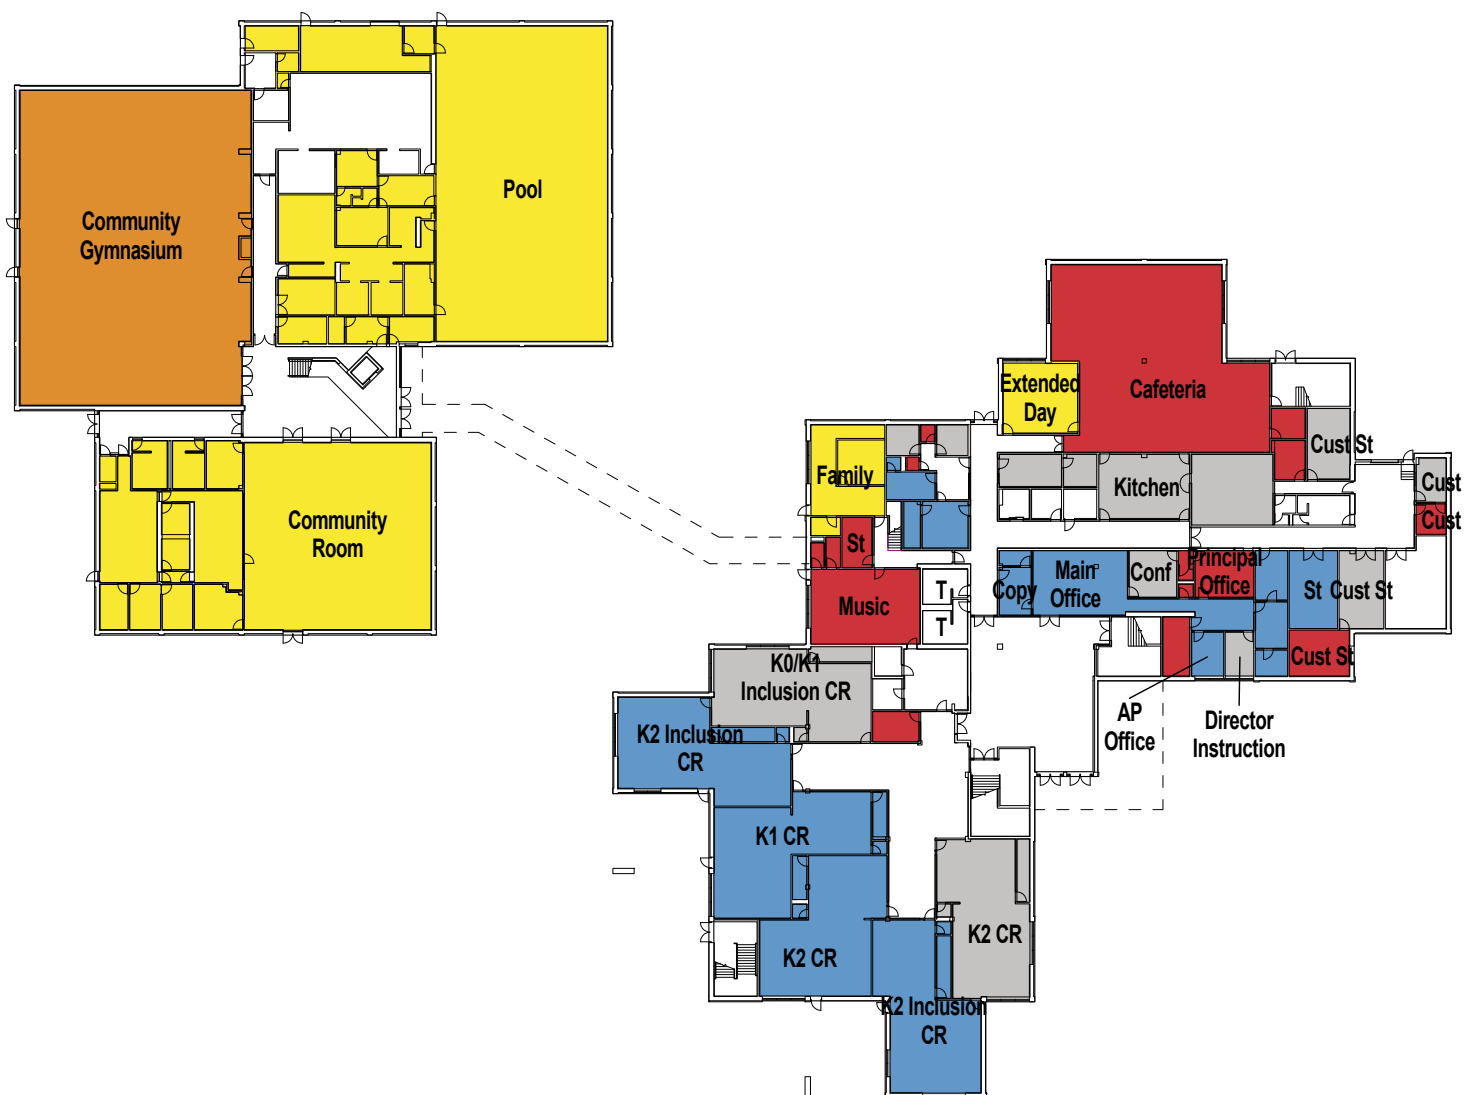 Pool
Community
Gymnasium
Extended
Day
Cafeteria
Cust St
Family
Kitchen
Cust
Cust
Community
Room
St
Principal
Office
Main
Office
Conf
Copy
St
Cust St
T
Music
T
K0/K1
Inclusion CR
Cust St
AP
Office
Director
Instruction
K2 Inclusion
CR
K1 CR
K2 CR
K2 CR
K2 Inclusion
CR